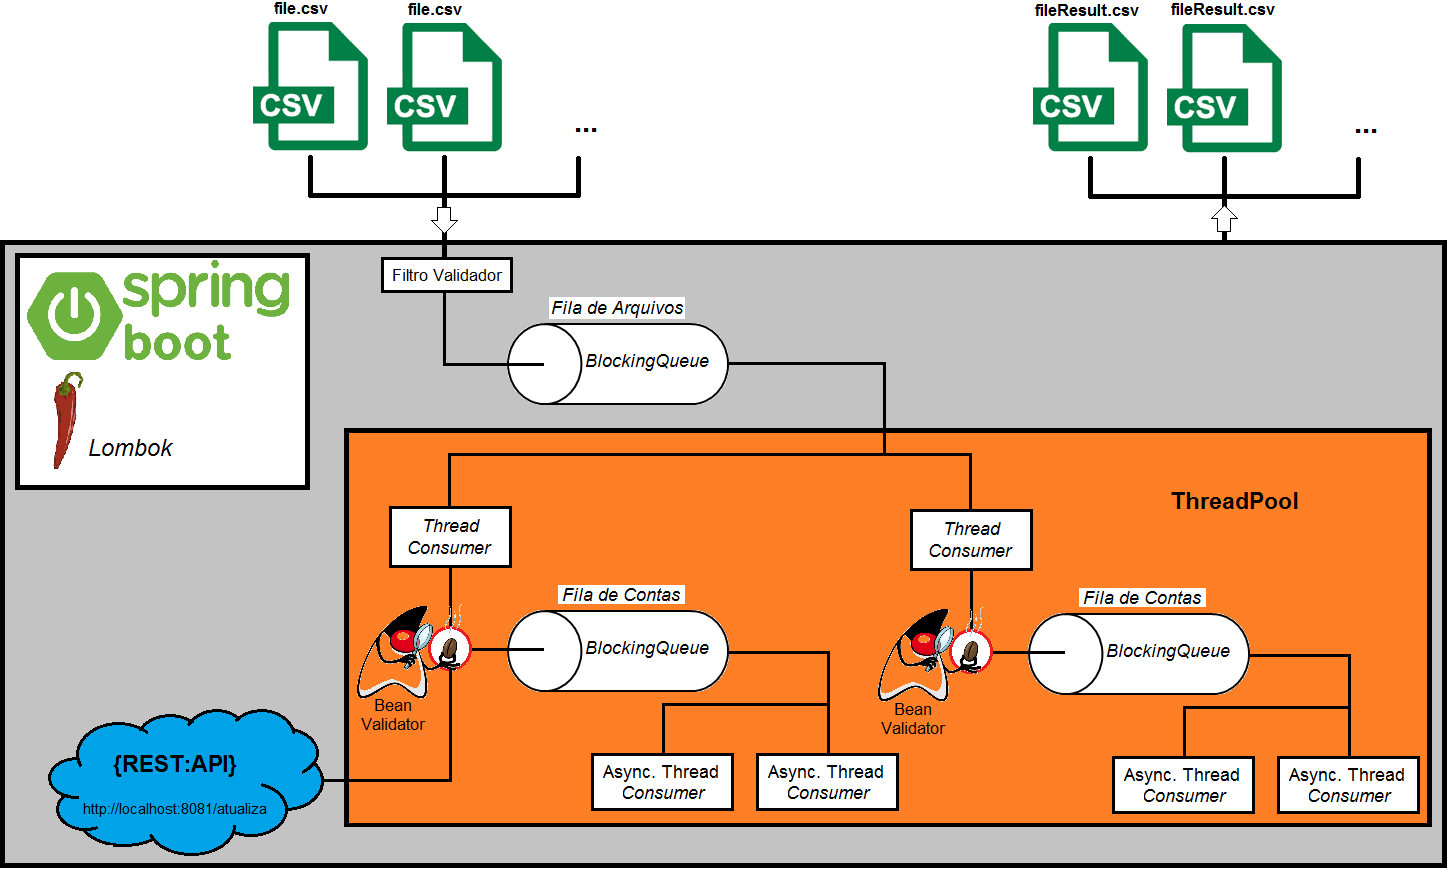 file.csv
file.csv
fileResult.csv
fileResult.csv
CSV
CSV
...
CSV
CSV
...
spring
boot
Lombok
Filtro Validador
Fila de Arquivos
BlockingQueue
ThreadPool
Thread
Consumer
Thread
Consumer
Fila de Contas
BlockingQueue
Fila de Contas
BlockingQueue
Bean
Validator
Bean
Validator
Async. Thread
Consumer
Async. Thread
Consumer
Async. Thread
Consumer
Async. Thread
Consumer
{REST:API}
http://localhost:8081/atualiza